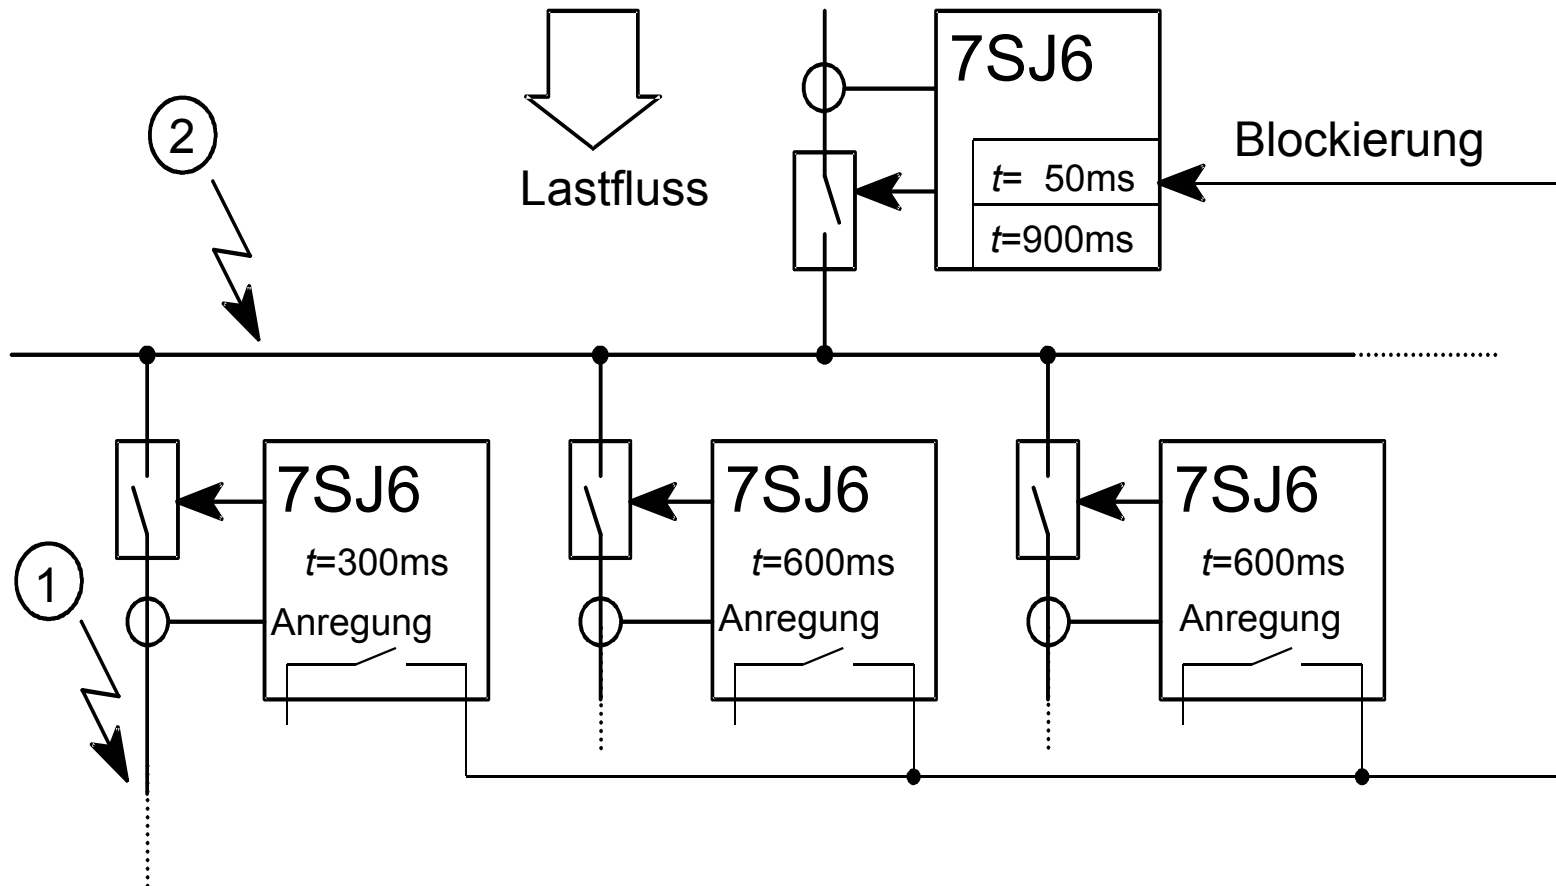 7SJ6
2
Blockierung
t= 50ms
Lastfluss
t=900ms
7SJ6
7SJ6
7SJ6
t=300ms
t=600ms
t=600ms
1
Anregung
Anregung
Anregung